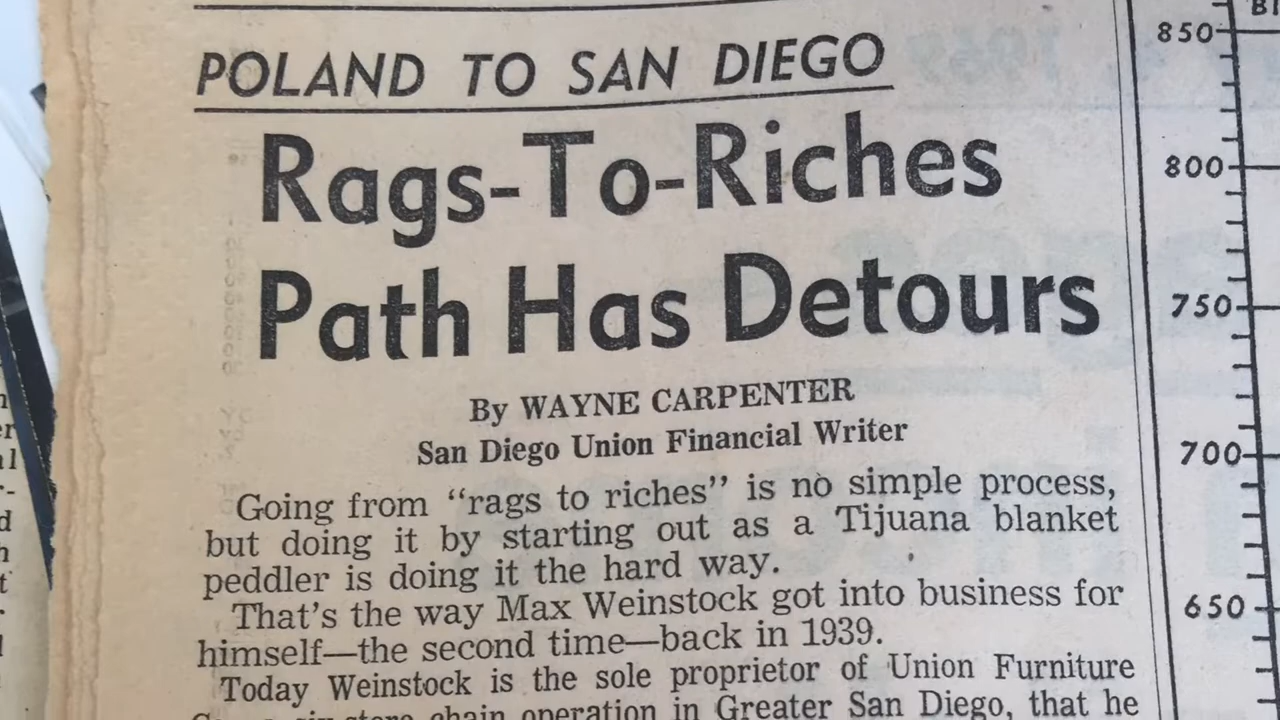 POLAND TO SAN DIEGO
Rags-To-Riches
Path Has Detours
By WAYNE CARPENTER
San Diego Union Financial Writer
Going from "rags to riches" is no simple process,
but doing it by starting out as a Tijuana blanket
peddler is doing it the hard way.
That's the way Max Weinstock got into business for
himself—the second time—back in 1939.
Today Weinstock is the sole proprietor of Union Furniture
chain operation in Greater San Diego, that he
850
800
750
700
650